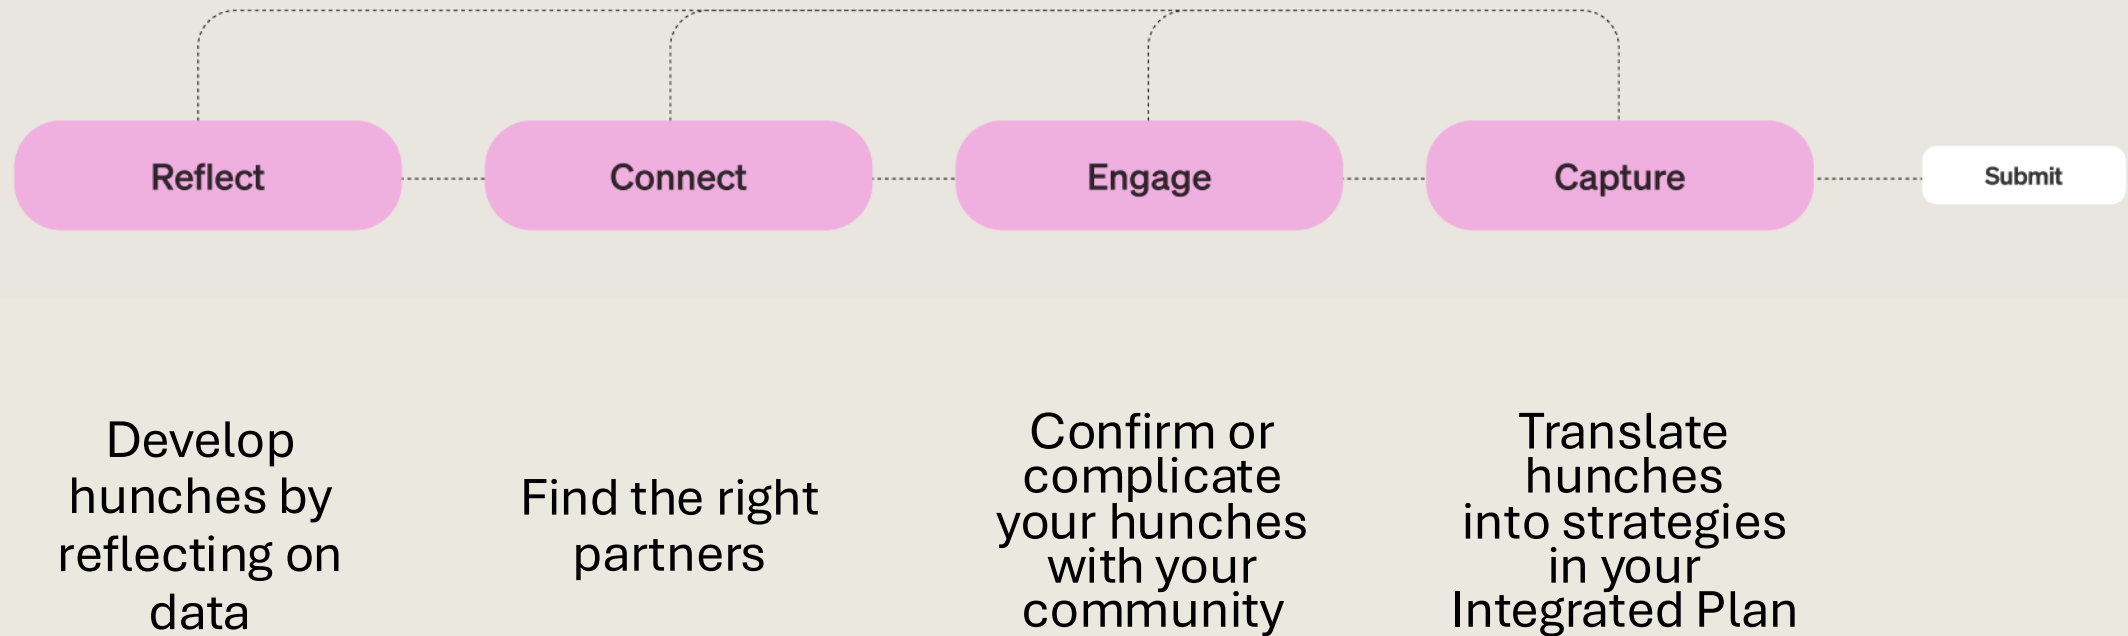 Reflect
Connect
Engage
Capture
Submit
Develop
hunches by
reflecting on
data
Find the right
partners
Confirm or
complicate
your hunches
with your
community
Translate
hunches
into strategies
in your
Integrated Plan